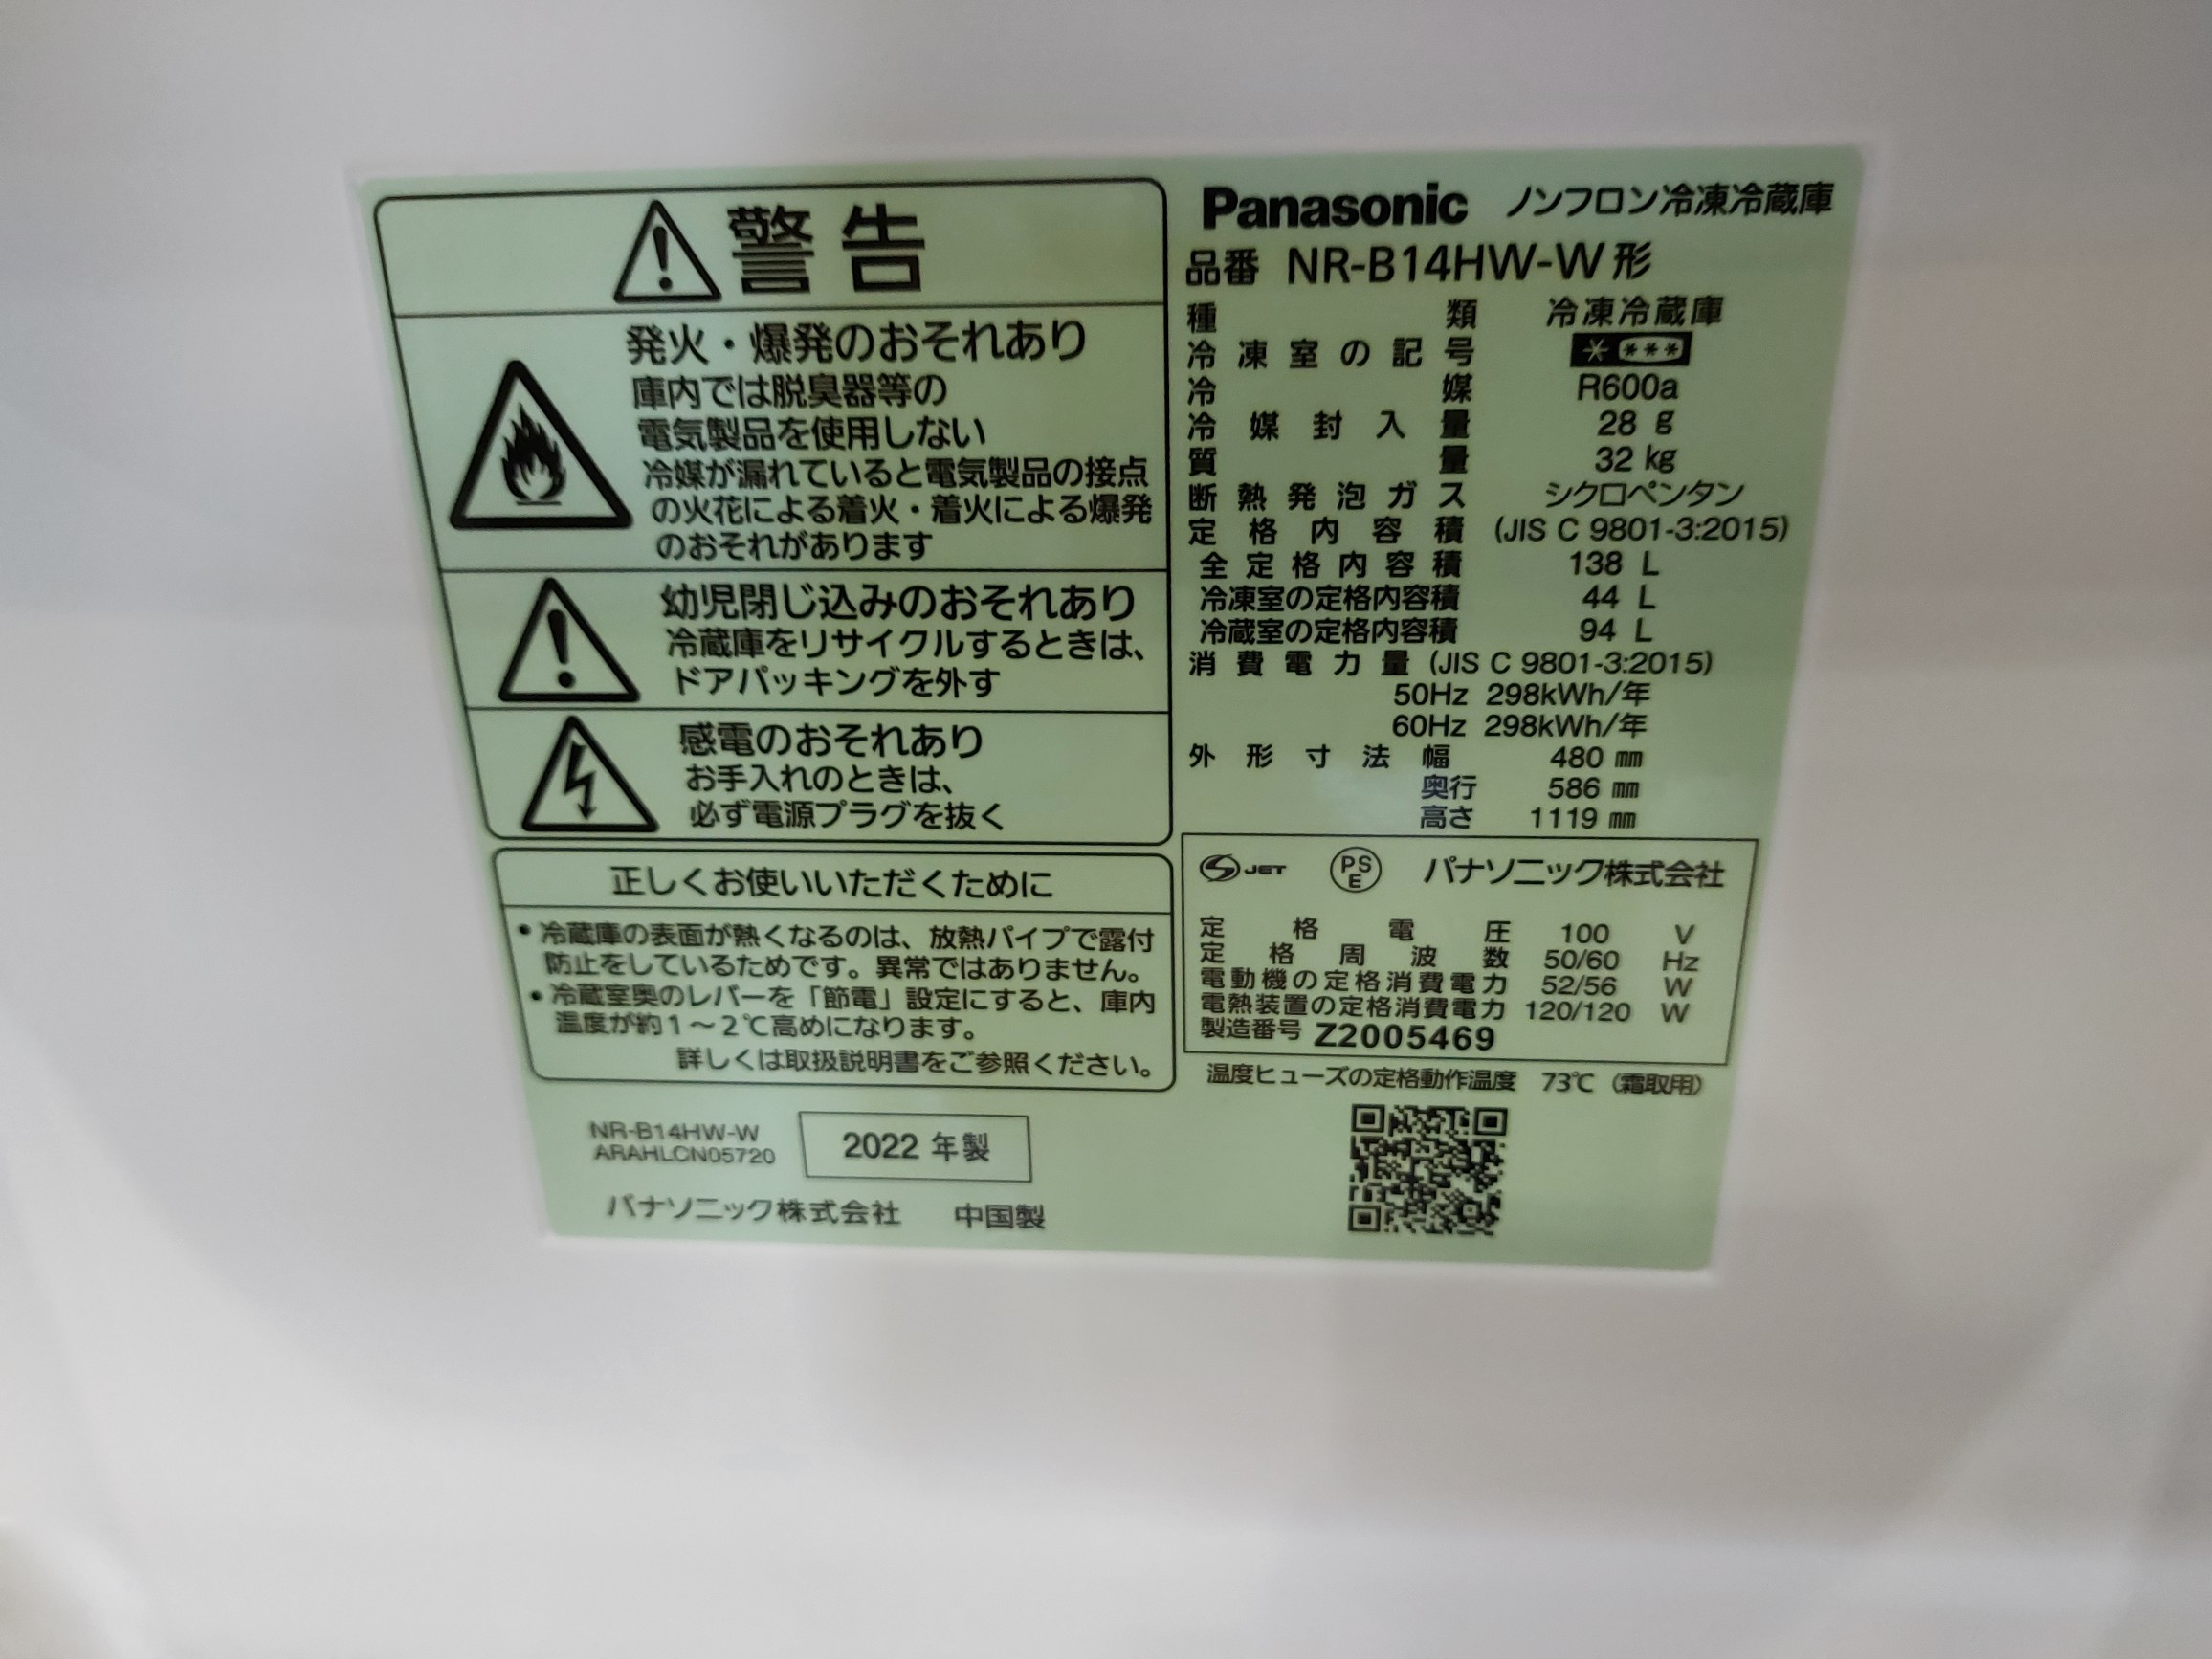 警告
発火・爆発のおそれあり
庫内では脱臭器等の
電気製品を使用しない
冷媒が漏れていると電気製品の接点
の火花による着火・着火による爆発
のおそれがあります
幼児閉じ込みのおそれあり
冷蔵庫をリサイクルするときは、
ドアパッキングを外す
感電のおそれあり
お手入れのときは、
必ず電源プラグを抜く
正しくお使いいただくために
• 冷蔵庫の表面が熱くなるのは、放熱パイプで露付
防止をしているためです。異常ではありません。
• 冷蔵室奥のレバーを「節電」設定にすると、庫内
温度が約1～2℃高めになります。
詳しくは取扱説明書をご参照ください。
NR-B14HW-W
ARAHLCN05720
2022 年製
パナソニック株式会社 中国製
Panasonic ノンフロン冷凍冷蔵庫
品番 NR-B14HW-W形
種類 冷凍冷蔵庫
冷凍室の記号 * ***
冷媒 R600a
冷媒封入量 28 g
質量 32 kg
断熱発泡ガス シクロペンタン
定格内容積 (JIS C 9801-3:2015)
全定格内容積 138 L
冷凍室の定格内容積 44 L
冷蔵室の定格内容積 94 L
消費電力量 (JIS C 9801-3:2015)
50Hz 298kWh/年
60Hz 298kWh/年
外形寸法 幅 480 ㎜
奥行 586 ㎜
高さ 1119 ㎜
JET PSE パナソニック株式会社
定格電圧 100 V
定格周波数 50/60 Hz
電動機の定格消費電力 52/56 W
電熱装置の定格消費電力 120/120 W
製造番号 Z2005469
温度ヒューズの定格動作温度 73℃ (霜取用)